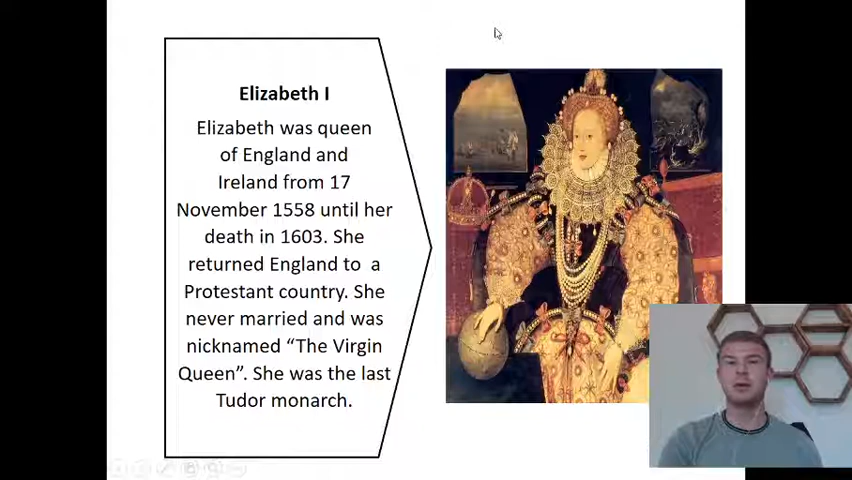 Elizabeth I
Elizabeth was queen
of England and
Ireland from 17
November 1558 until her
death in 1603. She
returned England to  a
Protestant country. She
never married and was
nicknamed “The Virgin
Queen”. She was the last
Tudor monarch.